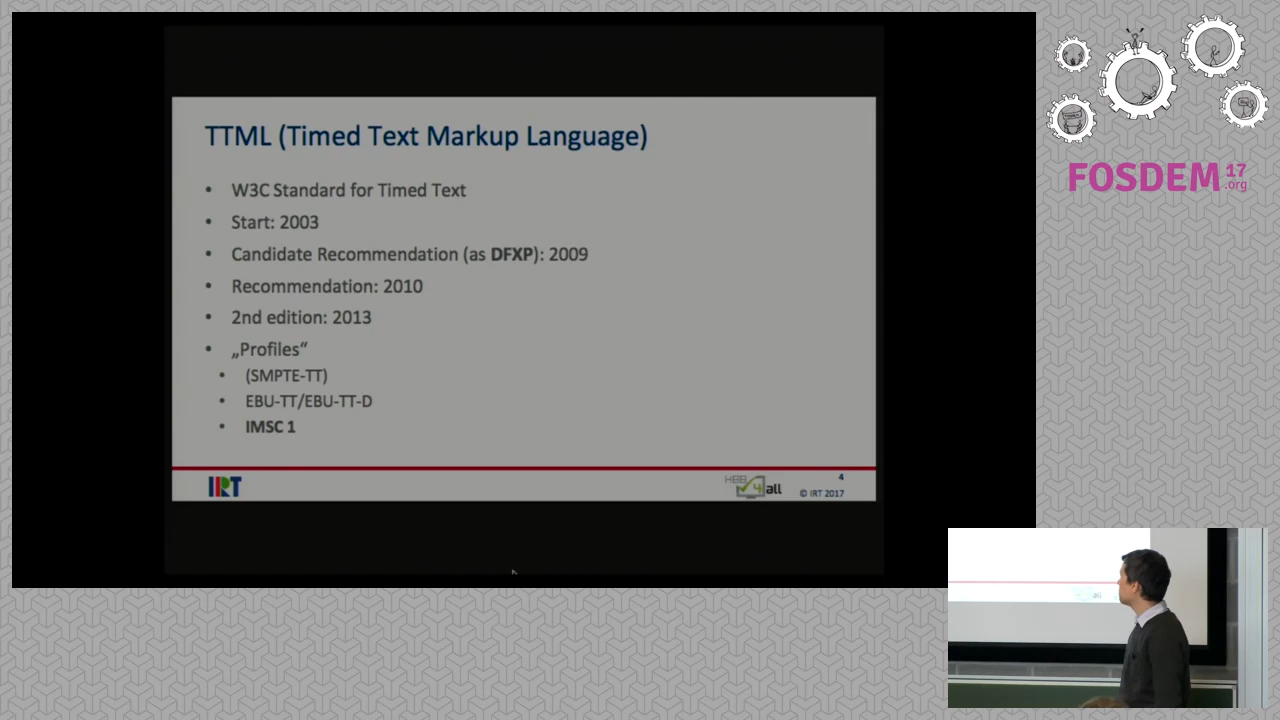 TTML (Timed Text Markup Language)
• W3C Standard for Timed Text
• Start: 2003
• Candidate Recommendation (as DFXP): 2009
• Recommendation: 2010
• 2nd edition: 2013
• „Profiles“
• (SMPTE-TT)
• EBU-TT/EBU-TT-D
• IMSC 1
IRT
HBB4all
4
© IRT 2017
FOSDEM 17
.org